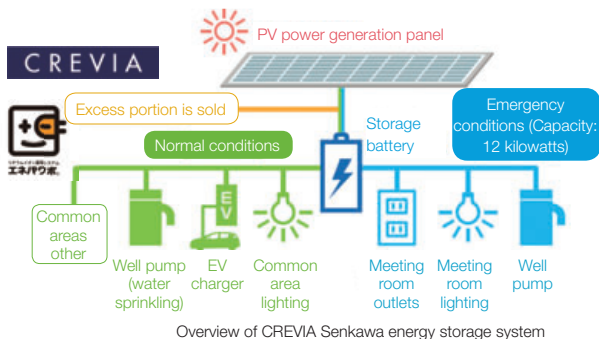 PV power generation panel
CREVIA
Excess portion is sold
Emergency
conditions (Capacity:
12 kilowatts)
Storage
battery
Normal conditions
エネパワボ。
EV
Common
areas
other
Well pump
(water
sprinkling)
EV
charger
Common
area
lighting
Meeting
room
outlets
Meeting
room
lighting
Well
pump
Overview of CREVIA Senkawa energy storage system